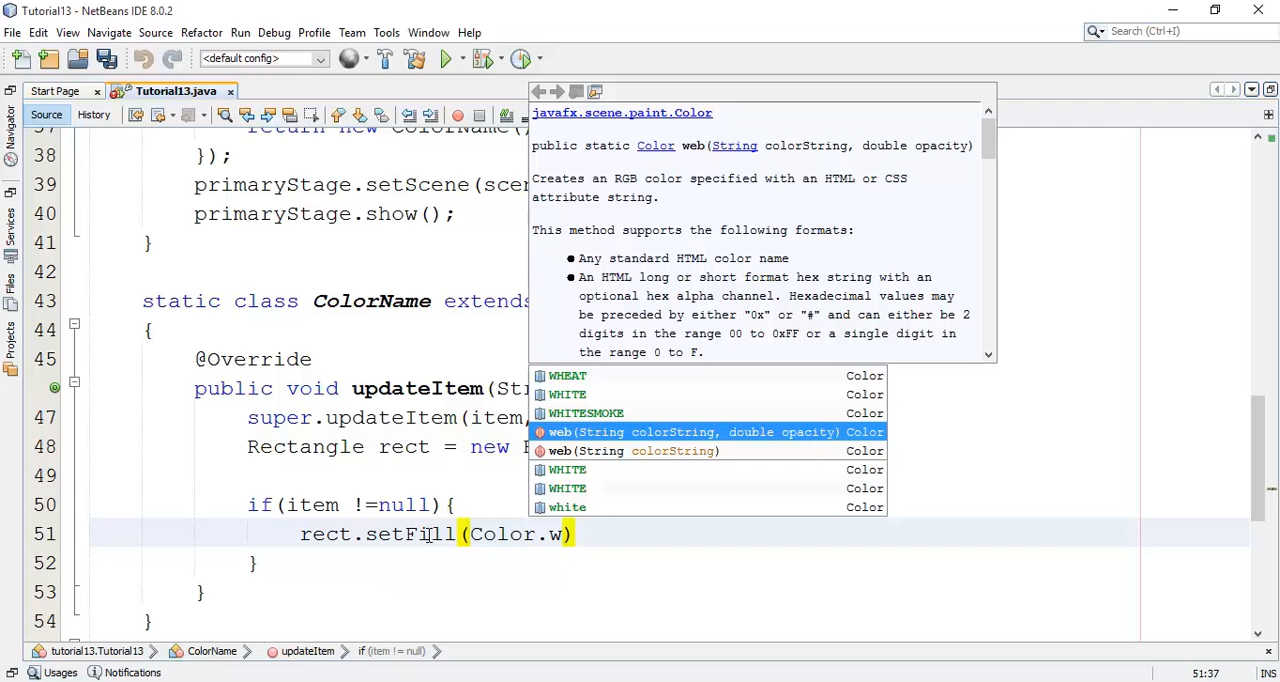 Tutorial13 - NetBeans IDE 8.0.2
File Edit View Navigate Source Refactor Run Debug Profile Team Tools Window Help
Search (Ctrl+I)
<default config>
Start Page
Tutorial13.java
Source History
Navigator
Services
Files
Projects
return new ColorName()
38 });
39 primaryStage.setScene(scen
40 primaryStage.show();
41 }
42
43 static class ColorName extends
44 {
45 @Override
public void updateItem(Str
47 super.updateItem(item,
48 Rectangle rect = new
49
50 if(item !=null){
51 rect.setFill(Color.w)
52 }
53 }
54 }
javafx.scene.paint.Color
public static Color web(String colorString, double opacity)
Creates an RGB color specified with an HTML or CSS
attribute string.
This method supports the following formats:
Any standard HTML color name
An HTML long or short format hex string with an
optional hex alpha channel. Hexadecimal values may
be preceded by either "0x" or "#" and can either be 2
digits in the range 00 to 0xFF or a single digit in
the range 0 to F.
WHEAT Color
WHITE Color
WHITESMOKE Color
web(String colorString, double opacity) Color
web(String colorString) Color
WHITE Color
WHITE Color
white Color
tutorial13.Tutorial13 ColorName updateItem if (item != null)
Usages Notifications
51:37 INS